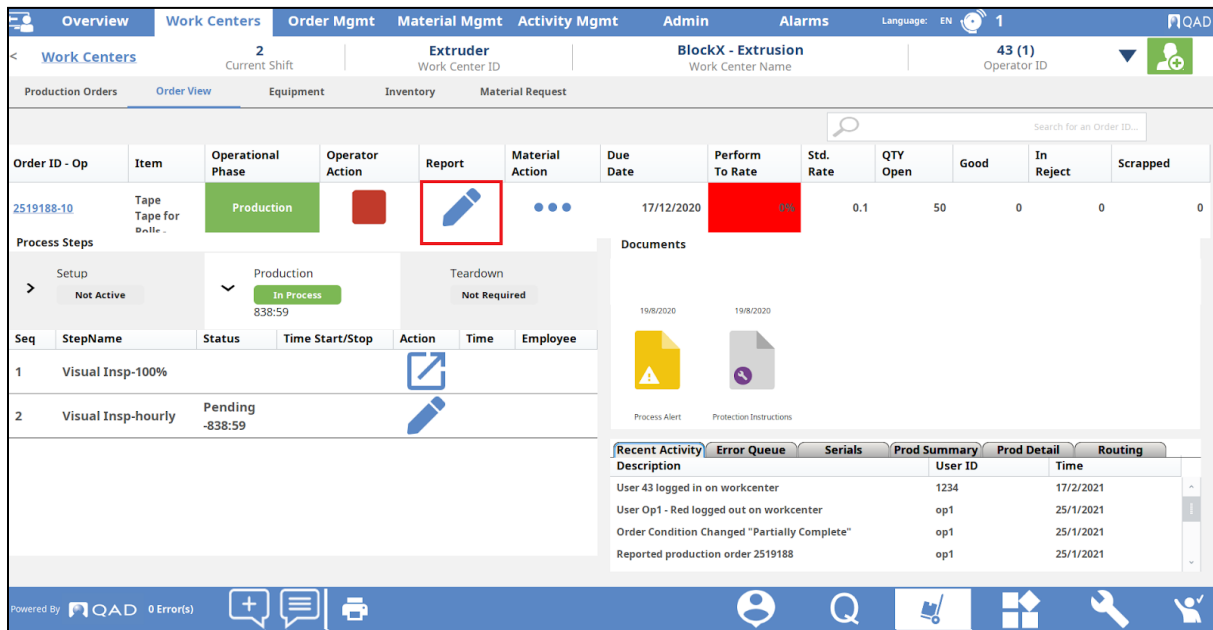 Overview Work Centers Order Mgmt Material Mgmt Activity Mgmt Admin Alarms Language: EN 1 QAD
< Work Centers 2 Extruder BlockX - Extrusion 43 (1)
Current Shift Work Center ID Work Center Name Operator ID
Production Orders Order View Equipment Inventory Material Request
Search for an Order ID...
Order ID - Op Item Operational Phase Operator Action Report Material Action Due Date Perform To Rate Std. Rate QTY Open Good In Reject Scrapped
2519188-10 Tape Tape for Rolls - Production 17/12/2020 0% 0.1 50 0 0 0
Process Steps Documents
Setup Production Teardown
Not Active In Process Not Required
838:59
19/8/2020 19/8/2020
Seq StepName Status Time Start/Stop Action Time Employee
1 Visual Insp-100%
2 Visual Insp-hourly Pending
-838:59
Process Alert Protection Instructions
Recent Activity Error Queue Serials Prod Summary Prod Detail Routing
Description User ID Time
User 43 logged in on workcenter 1234 17/2/2021
User Op1 - Red logged out on workcenter op1 25/1/2021
Order Condition Changed "Partially Complete" op1 25/1/2021
Reported production order 2519188 op1 25/1/2021
Powered By QAD 0 Error(s) Q